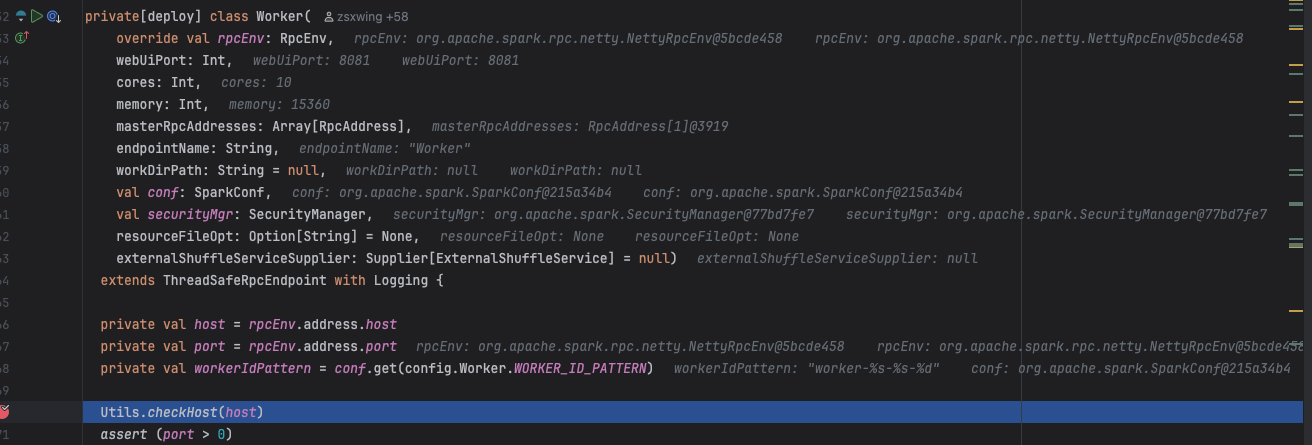 52 private[deploy] class Worker( zsxwing +58
53 override val rpcEnv: RpcEnv, rpcEnv: org.apache.spark.rpc.netty.NettyRpcEnv@5bcde458 rpcEnv: org.apache.spark.rpc.netty.NettyRpcEnv@5bcde458
54 webUiPort: Int, webUiPort: 8081 webUiPort: 8081
55 cores: Int, cores: 10
56 memory: Int, memory: 15360
57 masterRpcAddresses: Array[RpcAddress], masterRpcAddresses: RpcAddress[1]@3919
58 endpointName: String, endpointName: "Worker"
59 workDirPath: String = null, workDirPath: null workDirPath: null
60 val conf: SparkConf, conf: org.apache.spark.SparkConf@215a34b4 conf: org.apache.spark.SparkConf@215a34b4
61 val securityMgr: SecurityManager, securityMgr: org.apache.spark.SecurityManager@77bd7fe7 securityMgr: org.apache.spark.SecurityManager@77bd7fe7
62 resourceFileOpt: Option[String] = None, resourceFileOpt: None resourceFileOpt: None
63 externalShuffleServiceSupplier: Supplier[ExternalShuffleService] = null) externalShuffleServiceSupplier: null
64 extends ThreadSafeRpcEndpoint with Logging {
65
66 private val host = rpcEnv.address.host
67 private val port = rpcEnv.address.port rpcEnv: org.apache.spark.rpc.netty.NettyRpcEnv@5bcde458 rpcEnv: org.apache.spark.rpc.netty.NettyRpcEnv@5bcde458
68 private val workerIdPattern = conf.get(config.Worker.WORKER_ID_PATTERN) workerIdPattern: "worker-%s-%s-%d" conf: org.apache.spark.SparkConf@215a34b4
69
Utils.checkHost(host)
71 assert (port > 0)